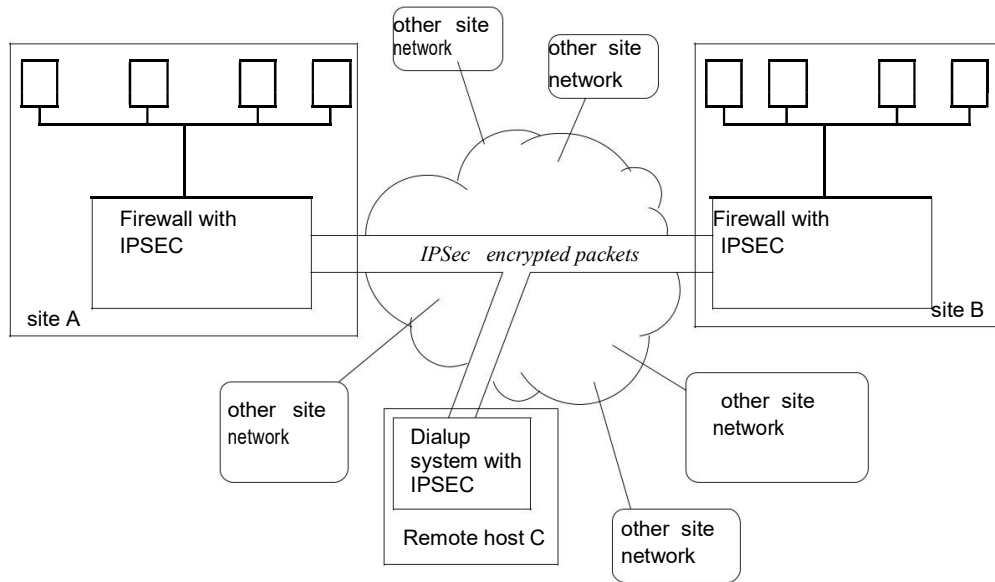 other site
network
other site
network
Firewall with
IPSEC
Firewall with
IPSEC
IPSec encrypted packets
site A
site B
other site
network
Dialup
system with
IPSEC
other site
network
Remote host C
other site
network